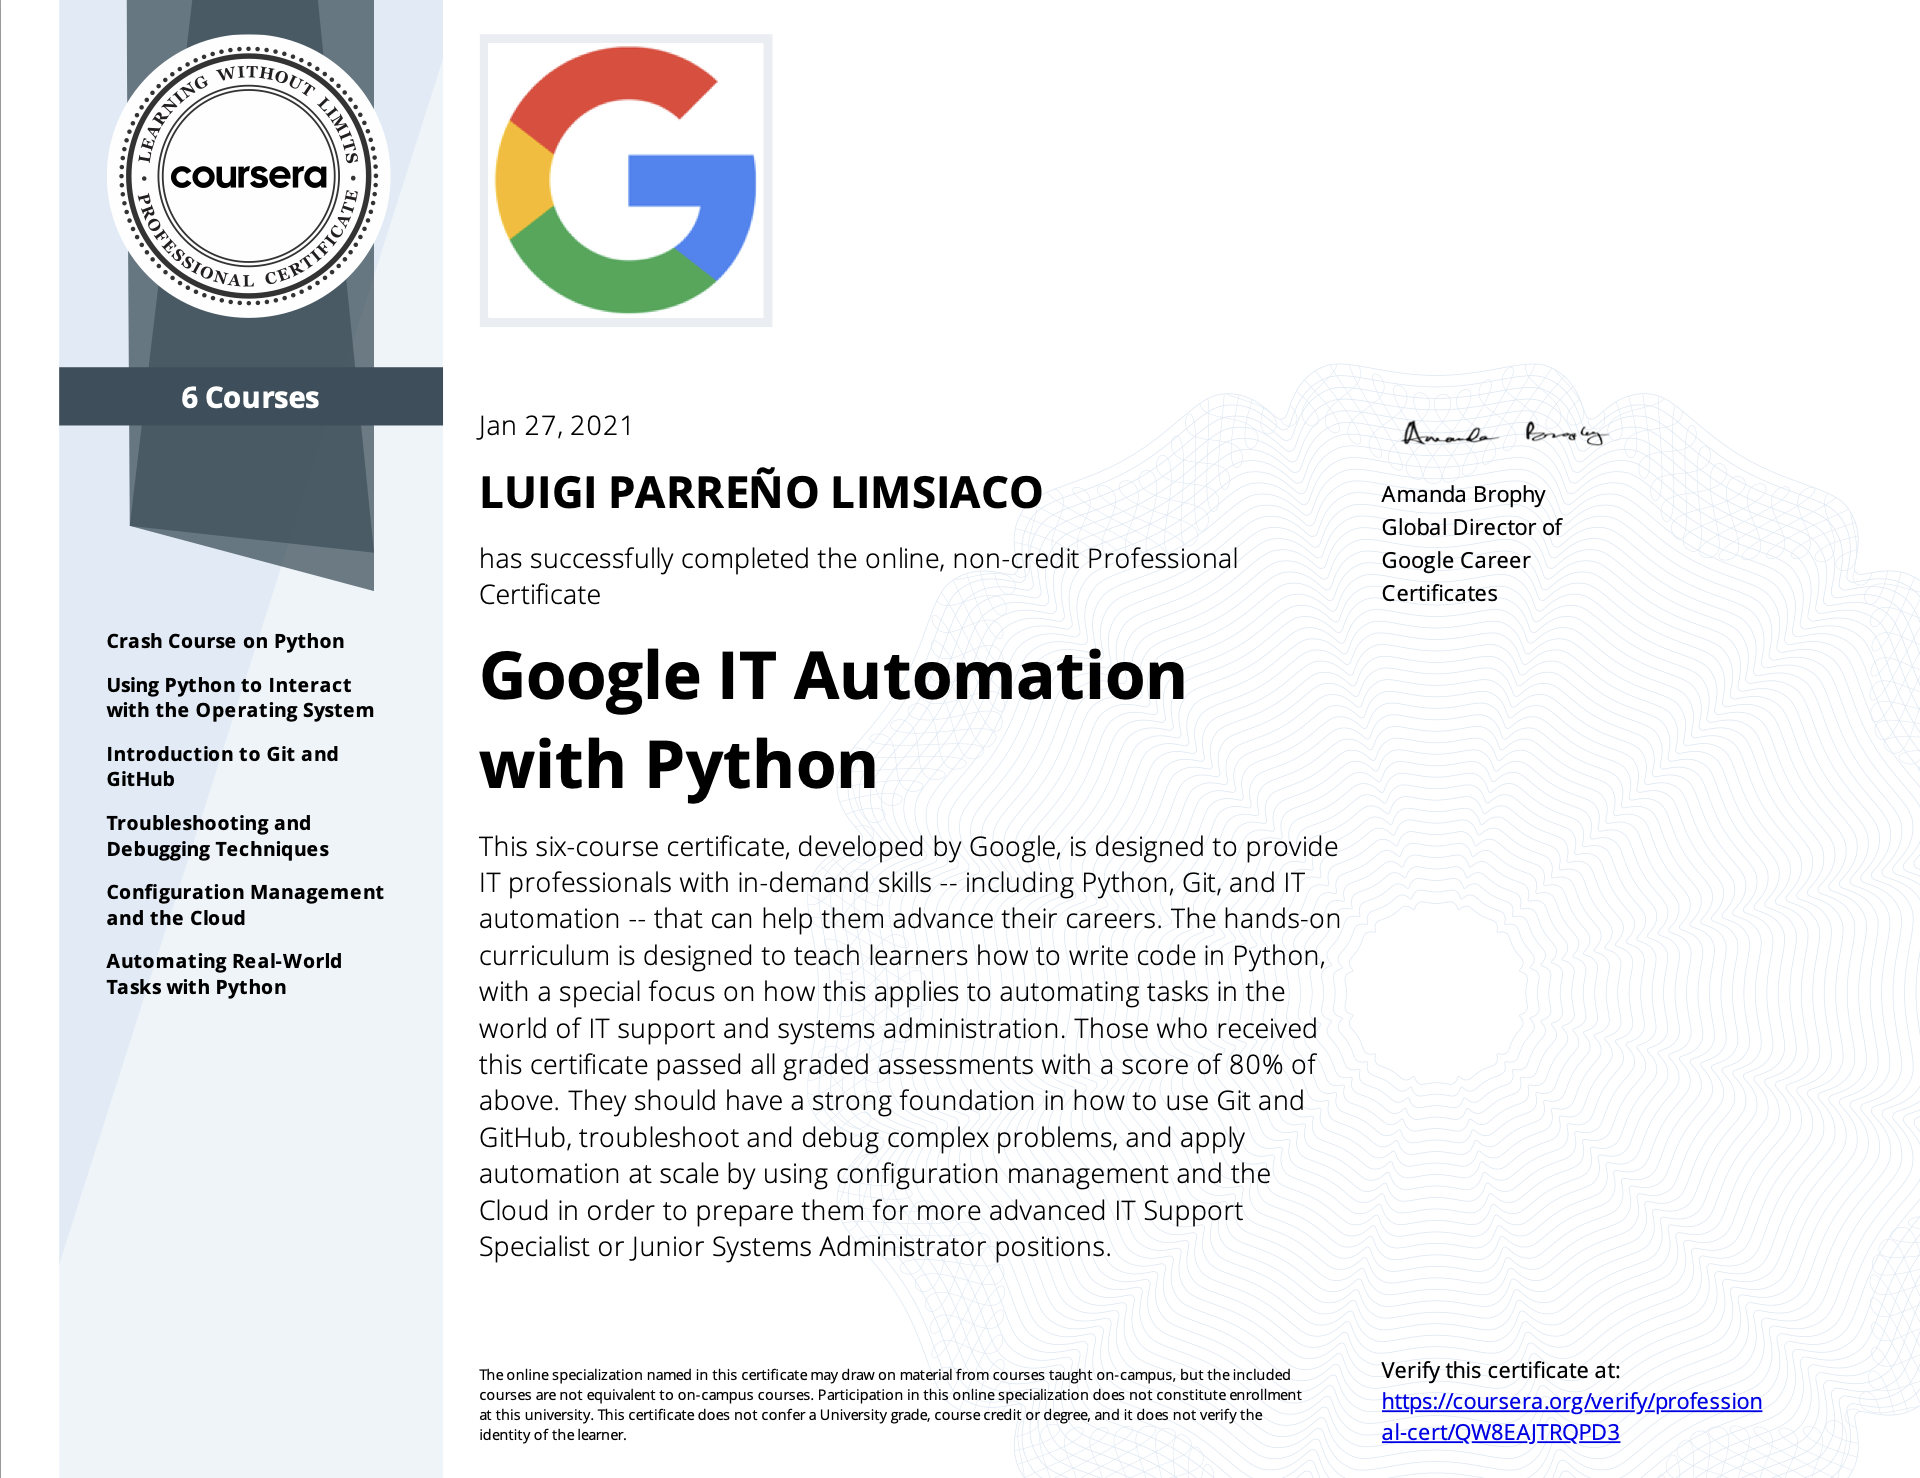 LEARNING WITHOUT LIMITS
coursera
PROFESSIONAL CERTIFICATE
6 Courses
Crash Course on Python
Using Python to Interact
with the Operating System
Introduction to Git and
GitHub
Troubleshooting and
Debugging Techniques
Configuration Management
and the Cloud
Automating Real-World
Tasks with Python
G
Jan 27, 2021
LUIGI PARREÑO LIMSIACO
has successfully completed the online, non-credit Professional
Certificate
Google IT Automation
with Python
This six-course certificate, developed by Google, is designed to provide
IT professionals with in-demand skills -- including Python, Git, and IT
automation -- that can help them advance their careers. The hands-on
curriculum is designed to teach learners how to write code in Python,
with a special focus on how this applies to automating tasks in the
world of IT support and systems administration. Those who received
this certificate passed all graded assessments with a score of 80% of
above. They should have a strong foundation in how to use Git and
GitHub, troubleshoot and debug complex problems, and apply
automation at scale by using configuration management and the
Cloud in order to prepare them for more advanced IT Support
Specialist or Junior Systems Administrator positions.
Amanda Brophy
Amanda Brophy
Global Director of
Google Career
Certificates
The online specialization named in this certificate may draw on material from courses taught on-campus, but the included
courses are not equivalent to on-campus courses. Participation in this online specialization does not constitute enrollment
at this university. This certificate does not confer a University grade, course credit or degree, and it does not verify the
identity of the learner.
Verify this certificate at:
https://coursera.org/verify/profession
al-cert/QW8EAJTRQPD3